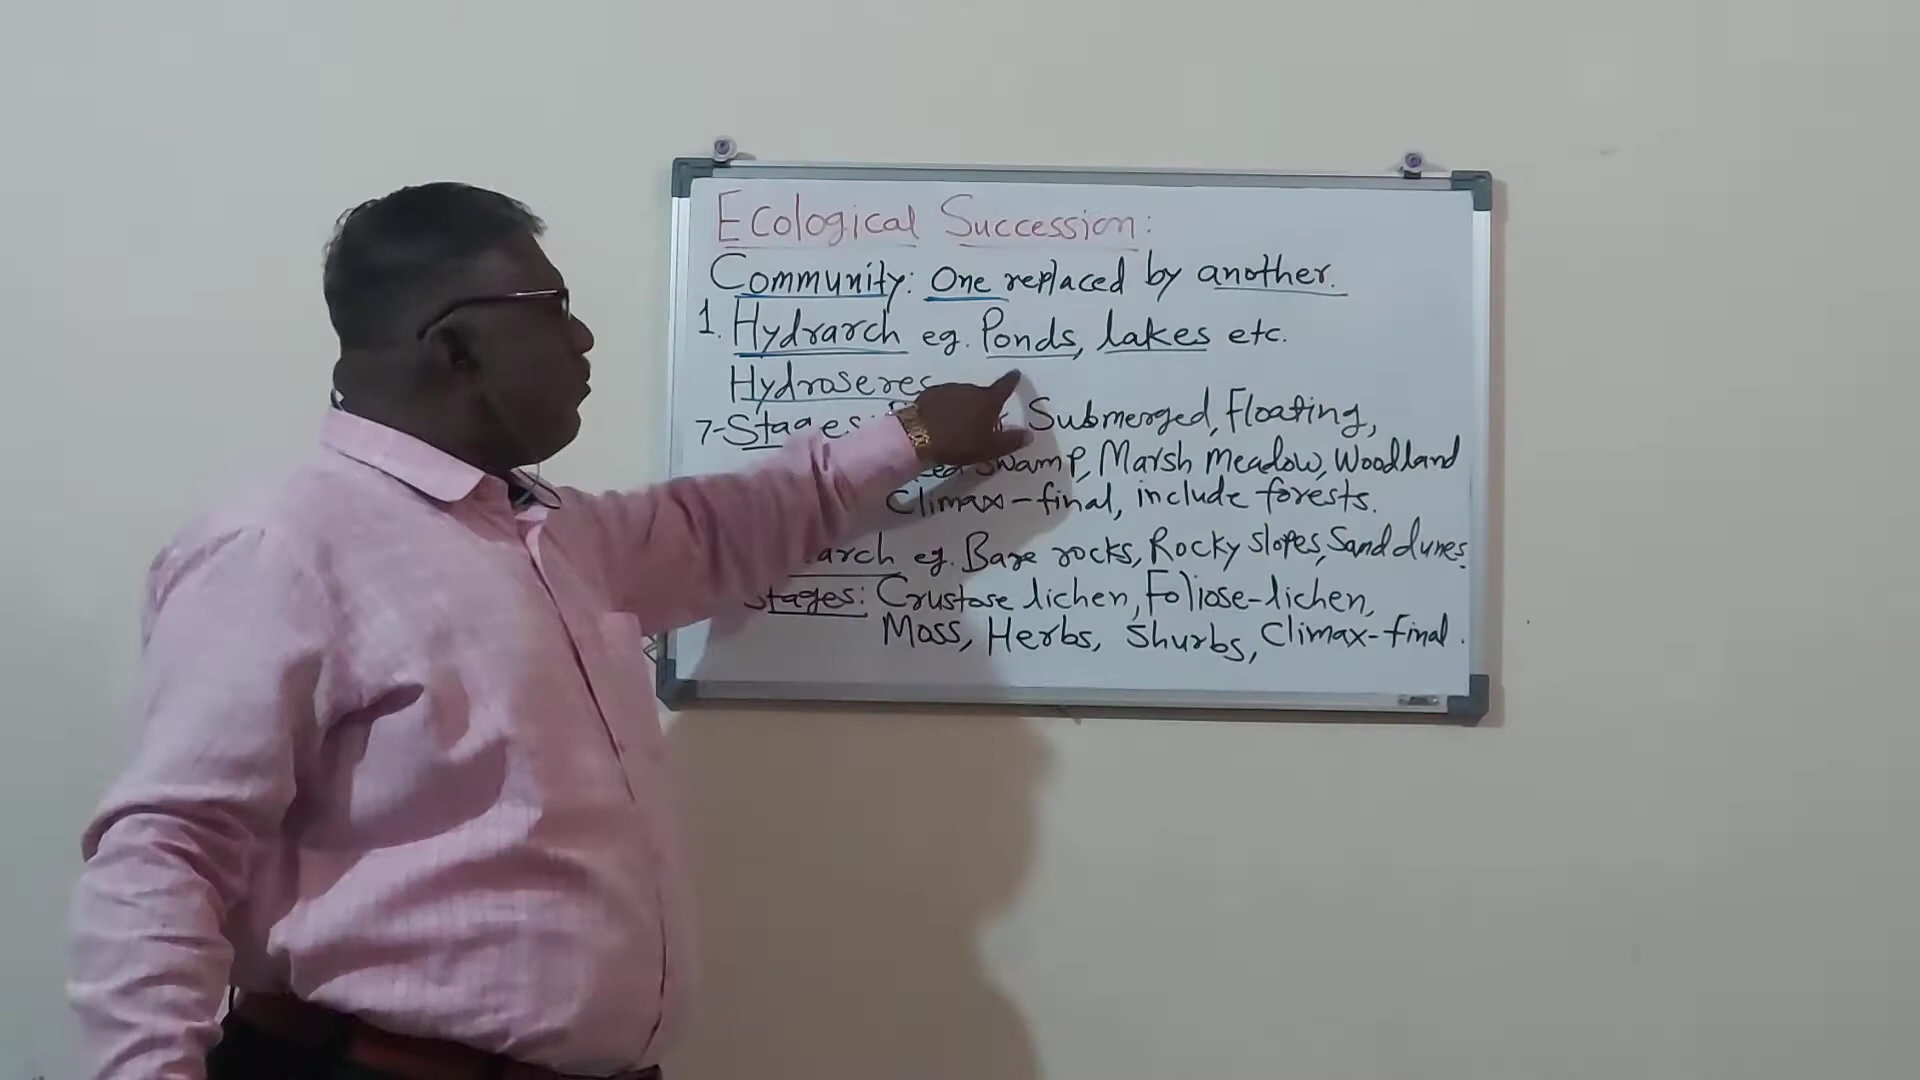 Ecological Succession:
Community: One replaced by another.
1. Hydrarch eg. Ponds, lakes etc.
Hydroseres
7-Stages: Submerged, Floating,
Swamp, Marsh Meadow, Woodland
Climax-final, include forests.
arch eg. Bare rocks, Rocky slopes, Sand dunes.
Stages: Crustose lichen, Foliose-lichen,
Moss, Herbs, Shurbs, Climax-final.